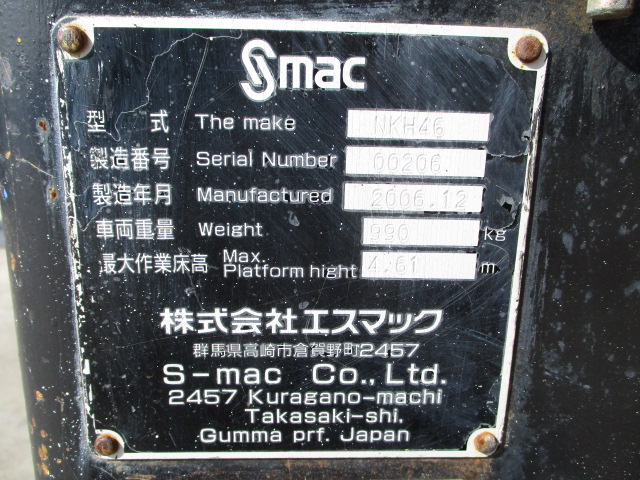 Smac
型 式 The make NKH46
製造番号 Serial Number 00206.
製造年月 Manufactured 2006.12
車両重量 Weight 990 kg
最大作業床高 Max. Platform hight 4.61 m
株式会社エスマック
群馬県高崎市倉賀野町2457
S-mac Co., Ltd.
2457 Kuragano-machi
Takasaki-shi.
Gumma prf. Japan